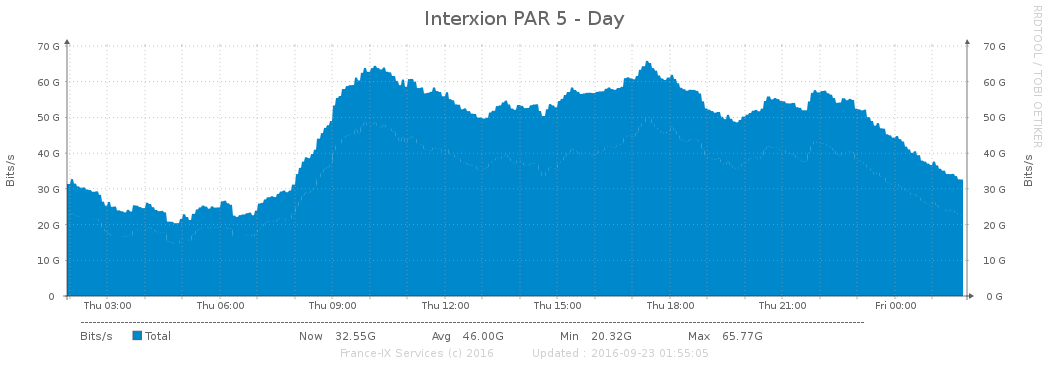 Interxion PAR 5 - Day
RRDTOOL / TOBI OETIKER
Bits/s
70 G
60 G
50 G
40 G
30 G
20 G
10 G
0
70 G
60 G
50 G
40 G
30 G
20 G
10 G
0 G
Bits/s
Thu 03:00 Thu 06:00 Thu 09:00 Thu 12:00 Thu 15:00 Thu 18:00 Thu 21:00 Fri 00:00
Bits/s Total Now 32.55G Avg 46.00G Min 20.32G Max 65.77G
France-IX Services (c) 2016 Updated : 2016-09-23 01:55:05